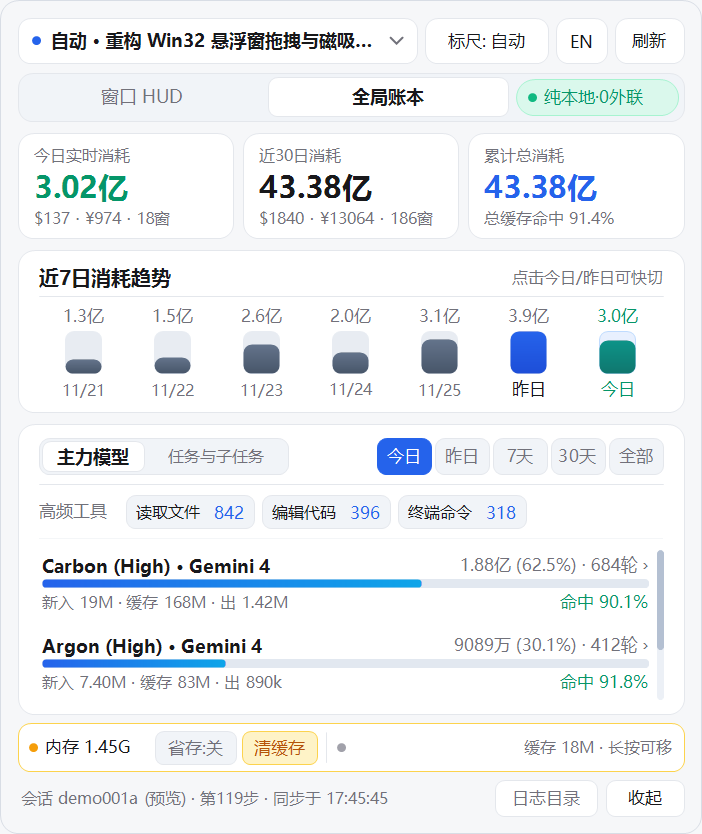 自动 • 重构 Win32 悬浮窗拖拽与磁吸... 标尺: 自动 EN 刷新
窗口 HUD 全局账本 纯本地·0外联
今日实时消耗 近30日消耗 累计总消耗
3.02亿 43.38亿 43.38亿
$137 · ¥974 · 18窗 $1840 · ¥13064 · 186窗 总缓存命中 91.4%
近7日消耗趋势 点击今日/昨日可快切
1.3亿 1.5亿 2.6亿 2.0亿 3.1亿 3.9亿 3.0亿
11/21 11/22 11/23 11/24 11/25 昨日 今日
主力模型 任务与子任务 今日 昨日 7天 30天 全部
高频工具 读取文件 842 编辑代码 396 终端命令 318
Carbon (High) • Gemini 4 1.88亿 (62.5%) · 684轮 ›
新入 19M · 缓存 168M · 出 1.42M 命中 90.1%
Argon (High) • Gemini 4 9089万 (30.1%) · 412轮 ›
新入 7.40M · 缓存 83M · 出 890k 命中 91.8%
内存 1.45G 省存:关 清缓存 缓存 18M · 长按可移
会话 demo001a (预览) · 第119步 · 同步于 17:45:45 日志目录 收起